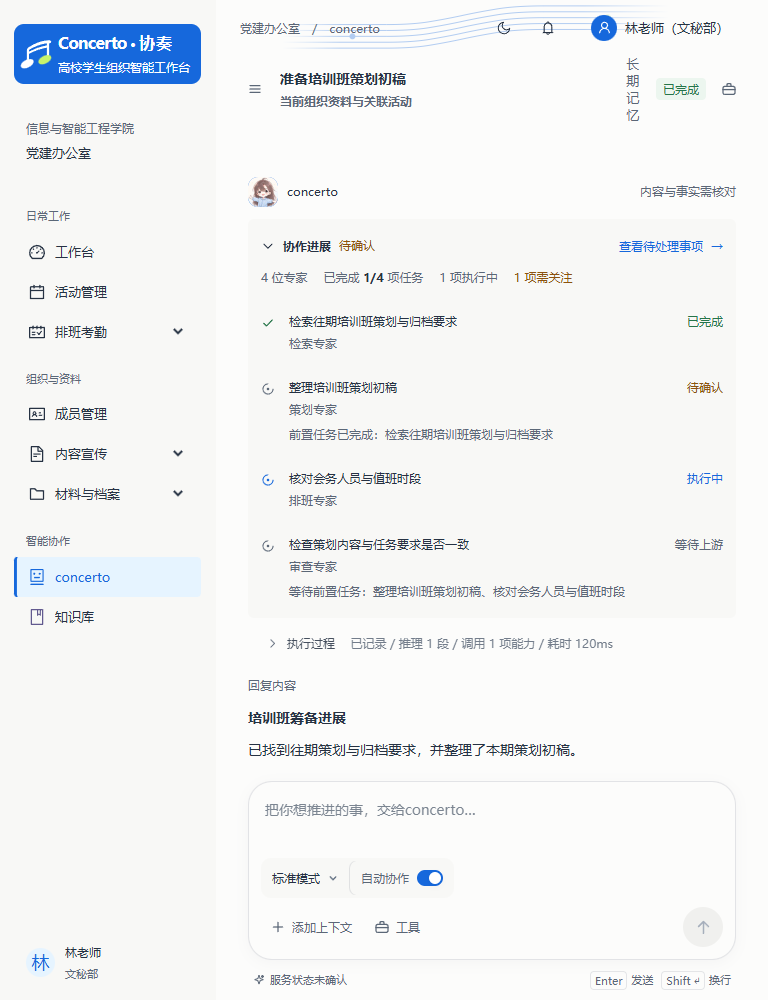 Concerto · 协奏
高校学生组织智能工作台
信息与智能工程学院
党建办公室
日常工作
工作台
活动管理
排班考勤
组织与资料
成员管理
内容宣传
材料与档案
智能协作
concerto
知识库
林
林老师
文秘部
党建办公室 / concerto
林老师（文秘部）
准备培训班策划初稿
当前组织资料与关联活动
长期记忆
已完成
concerto
内容与事实需核对
协作进展 待确认
查看待处理事项 →
4 位专家 已完成 1/4 项任务 1 项执行中 1 项需关注
检索往期培训班策划与归档要求
已完成
检索专家
整理培训班策划初稿
待确认
策划专家
前置任务已完成：检索往期培训班策划与归档要求
核对会务人员与值班时段
执行中
排班专家
检查策划内容与任务要求是否一致
等待上游
审查专家
等待前置任务：整理培训班策划初稿、核对会务人员与值班时段
执行过程 已记录 / 推理 1 段 / 调用 1 项能力 / 耗时 120ms
回复内容
培训班筹备进展
已找到往期策划与归档要求，并整理了本期策划初稿。
把你想推进的事，交给concerto...
标准模式
自动协作
添加上下文
工具
服务状态未确认
Enter 发送 Shift ↵ 换行